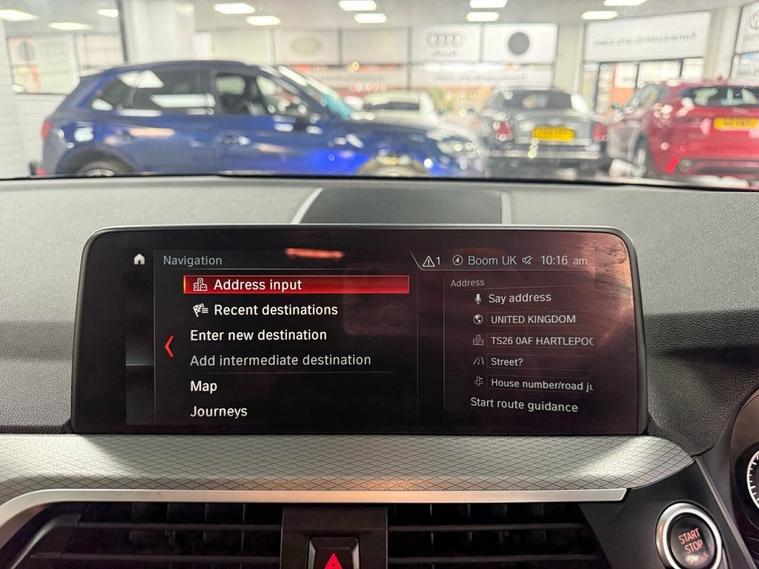 Navigation
1 Boom UK 10:16 am
Address input
Recent destinations
Enter new destination
Add intermediate destination
Map
Journeys
Address
Say address
UNITED KINGDOM
TS26 0AF HARTLEPOC
Street?
House number/road ju
Start route guidance
START
STOP